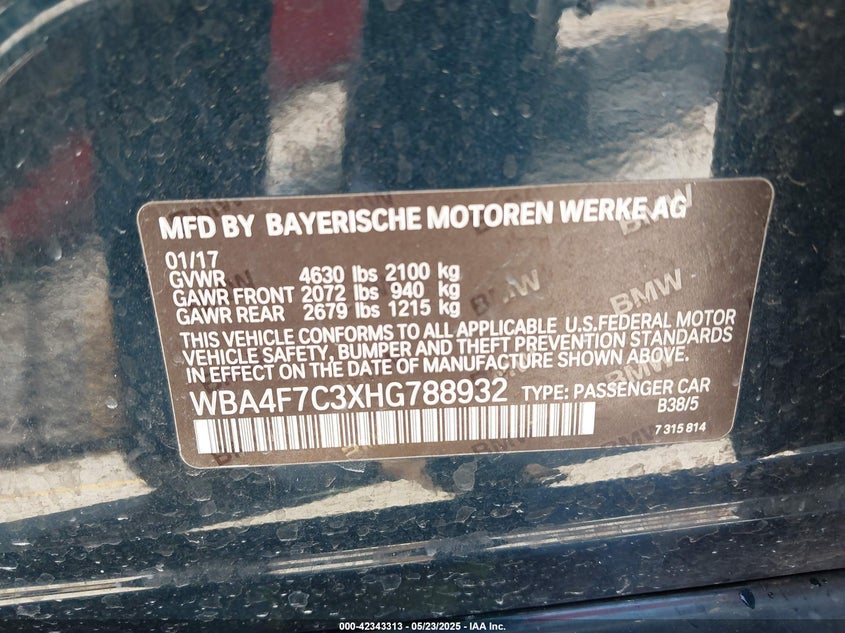 MFD BY BAYERISCHE MOTOREN WERKE AG
01/17
GVWR 4630 lbs 2100 kg
GAWR FRONT 2072 lbs 940 kg
GAWR REAR 2679 lbs 1215 kg
THIS VEHICLE CONFORMS TO ALL APPLICABLE U.S.FEDERAL MOTOR
VEHICLE SAFETY, BUMPER AND THEFT PREVENTION STANDARDS
IN EFFECT ON THE DATE OF MANUFACTURE SHOWN ABOVE.
WBA4F7C3XHG788932 TYPE: PASSENGER CAR
B38/5
7 315 814
000-42343313 - 05/23/2025 - IAA Inc.